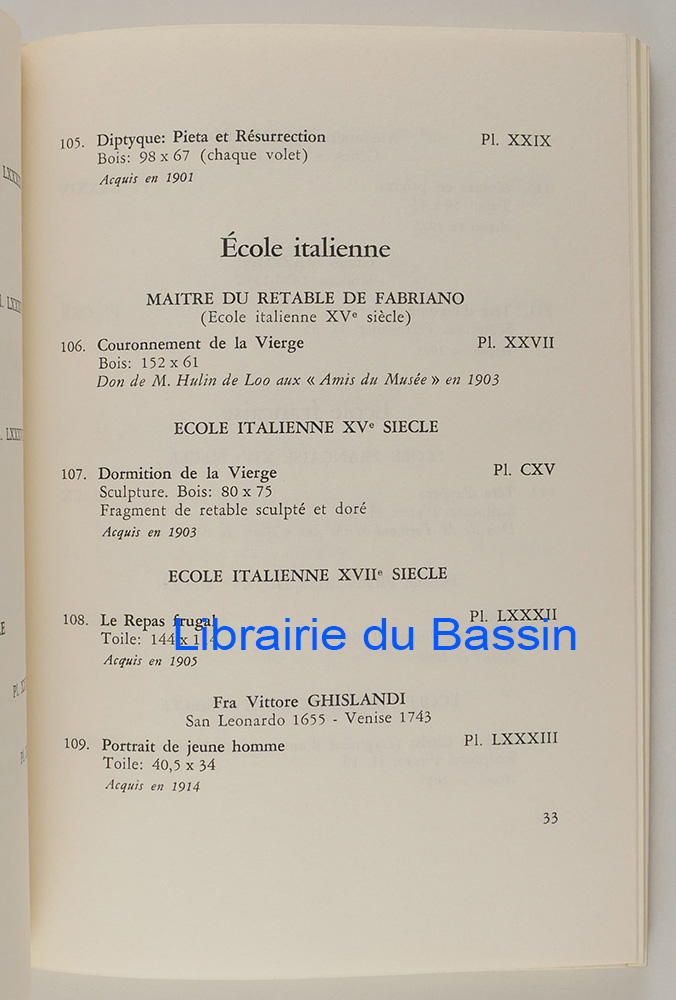 105. Diptyque: Pieta et Résurrection Pl. XXIX
Bois: 98 x 67 (chaque volet)
Acquis en 1901
École italienne
MAITRE DU RETABLE DE FABRIANO
(Ecole italienne XVe siècle)
106. Couronnement de la Vierge Pl. XXVII
Bois: 152 x 61
Don de M. Hulin de Loo aux « Amis du Musée » en 1903
ECOLE ITALIENNE XVe SIECLE
107. Dormition de la Vierge Pl. CXV
Sculpture. Bois: 80 x 75
Fragment de retable sculpté et doré
Acquis en 1903
ECOLE ITALIENNE XVIIe SIECLE
108. Le Repas frugal Pl. LXXXII
Librairie du Bassin
Toile: 144 x
Acquis en 1905
Fra Vittore GHISLANDI
San Leonardo 1655 - Venise 1743
109. Portrait de jeune homme Pl. LXXXIII
Toile: 40,5 x 34
Acquis en 1914
33